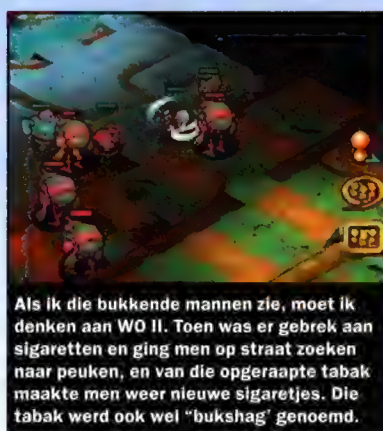 Als ik die bukkende mannen zie, moet ik
denken aan WO II. Toen was er gebrek aan
sigaretten en ging men op straat zoeken
naar peuken, en van die opgeraapte tabak
maakte men weer nieuwe sigaretjes. Die
tabak werd ook wel "bukshag' genoemd.